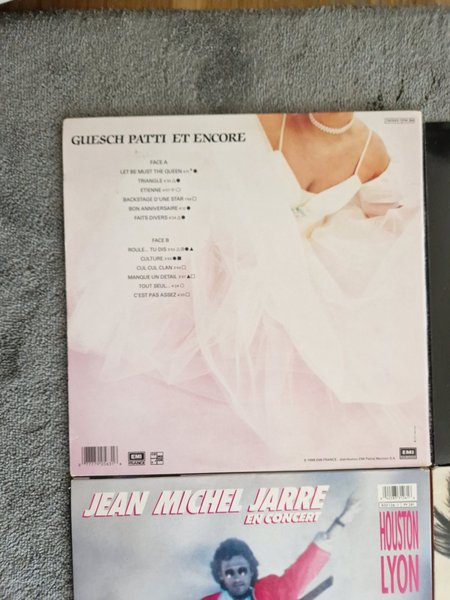 GUESCH PATTI ET ENCORE
FACE A
LET BE MUST THE QUEEN
TRIANGLE
ETIENNE
BACKSTAGE D'UNE STAR
BON ANNIVERSAIRE
FAITS DIVERS
FACE B
ROULE... TU DIS
CULTURE
CUL CUL CLAN
MANQUE UN DETAIL
TOUT SEUL...
C'EST PAS ASSEZ
EMI
FRANCE
EMI
JEAN MICHEL JARRE
EN CONCERT
HOUSTON
LYON